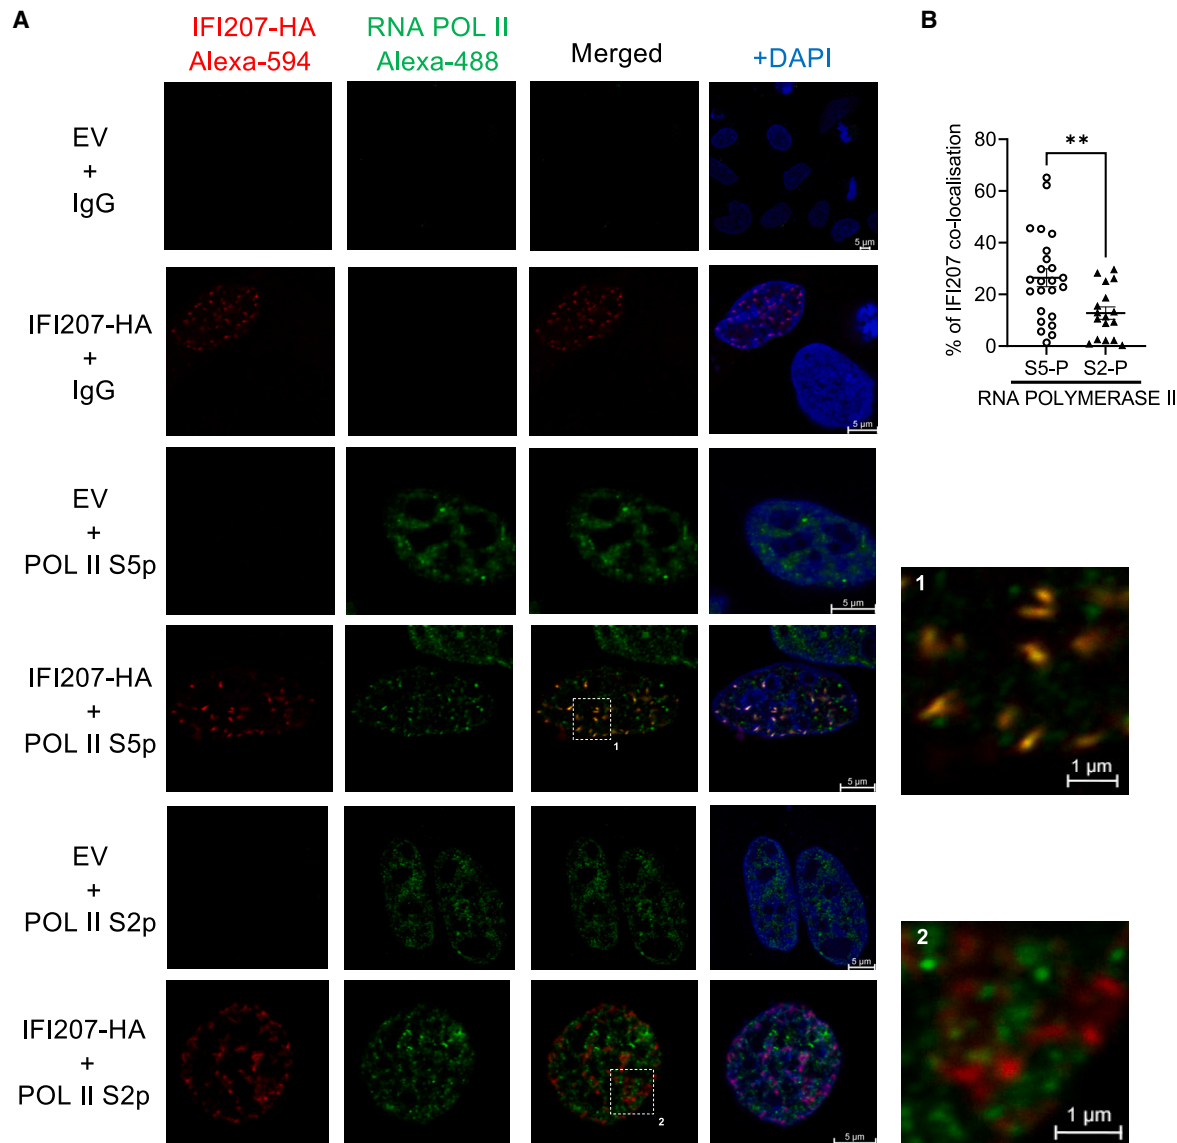 A
IFI207-HA
Alexa-594
RNA POL II
Alexa-488
Merged
+DAPI
EV
+
IgG
5 µm
IFI207-HA
+
IgG
5 µm
EV
+
POL II S5p
5 µm
IFI207-HA
+
POL II S5p
1
5 µm
EV
+
POL II S2p
5 µm
IFI207-HA
+
POL II S2p
2
5 µm
B
% of IFI207 co-localisation
80
60
40
20
0
**
S5-P
S2-P
RNA POLYMERASE II
1
1 µm
2
1 µm